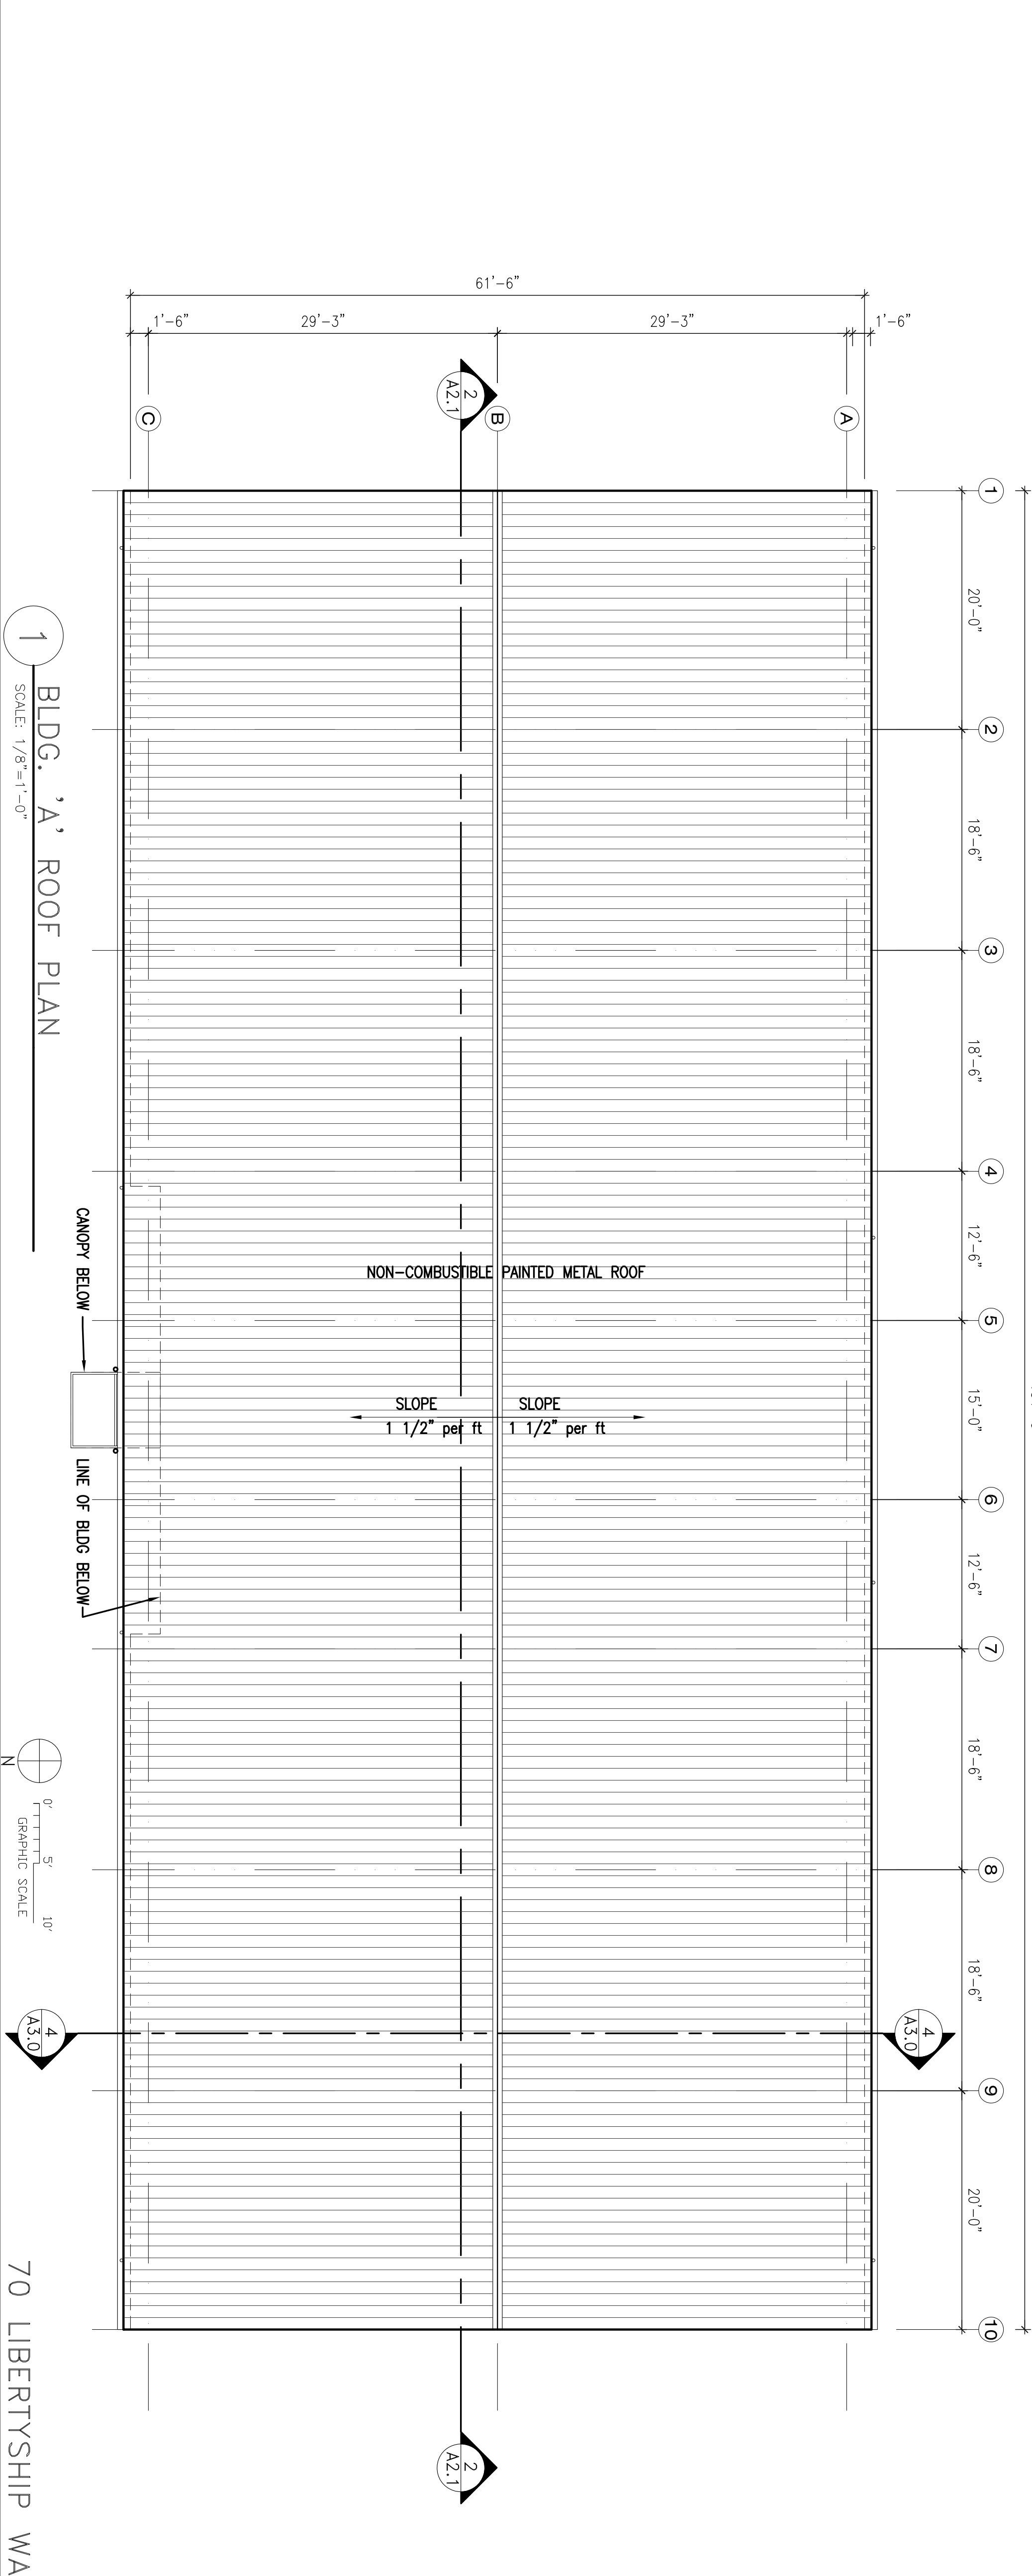 61'-6"
1'-6"
29'-3"
29'-3"
1'-6"
2
A2.1
C
B
A
1
20'-0"
2
18'-6"
3
18'-6"
4
12'-6"
5
15'-0"
6
12'-6"
7
18'-6"
8
18'-6"
9
20'-0"
10
NON-COMBUSTIBLE PAINTED METAL ROOF
SLOPE
1 1/2" per ft
SLOPE
1 1/2" per ft
CANOPY BELOW
LINE OF BLDG BELOW
4
A3.0
4
A3.0
2
A2.1
1
BLDG. 'A' ROOF PLAN
SCALE: 1/8"=1'-0"
N
0'
5'
10'
GRAPHIC SCALE
70 LIBERTYSHIP WA